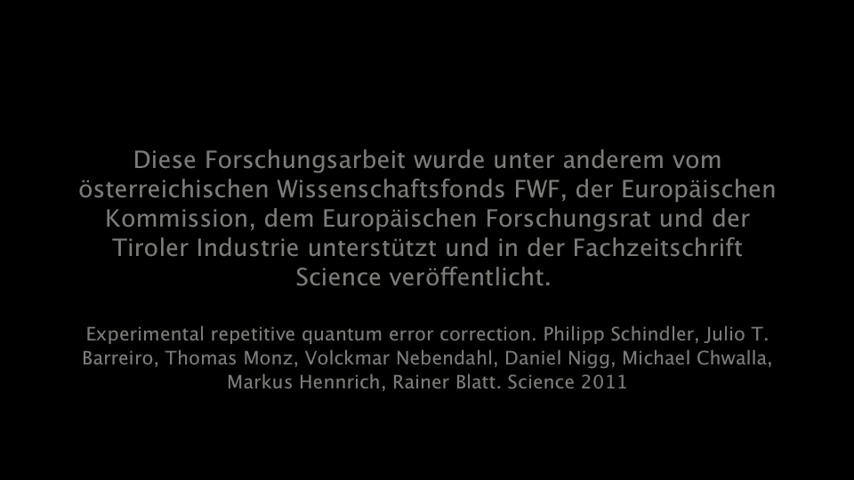 Diese Forschungsarbeit wurde unter anderem vom
österreichischen Wissenschaftsfonds FWF, der Europäischen
Kommission, dem Europäischen Forschungsrat und der
Tiroler Industrie unterstützt und in der Fachzeitschrift
Science veröffentlicht.
Experimental repetitive quantum error correction. Philipp Schindler, Julio T.
Barreiro, Thomas Monz, Volckmar Nebendahl, Daniel Nigg, Michael Chwalla,
Markus Hennrich, Rainer Blatt. Science 2011